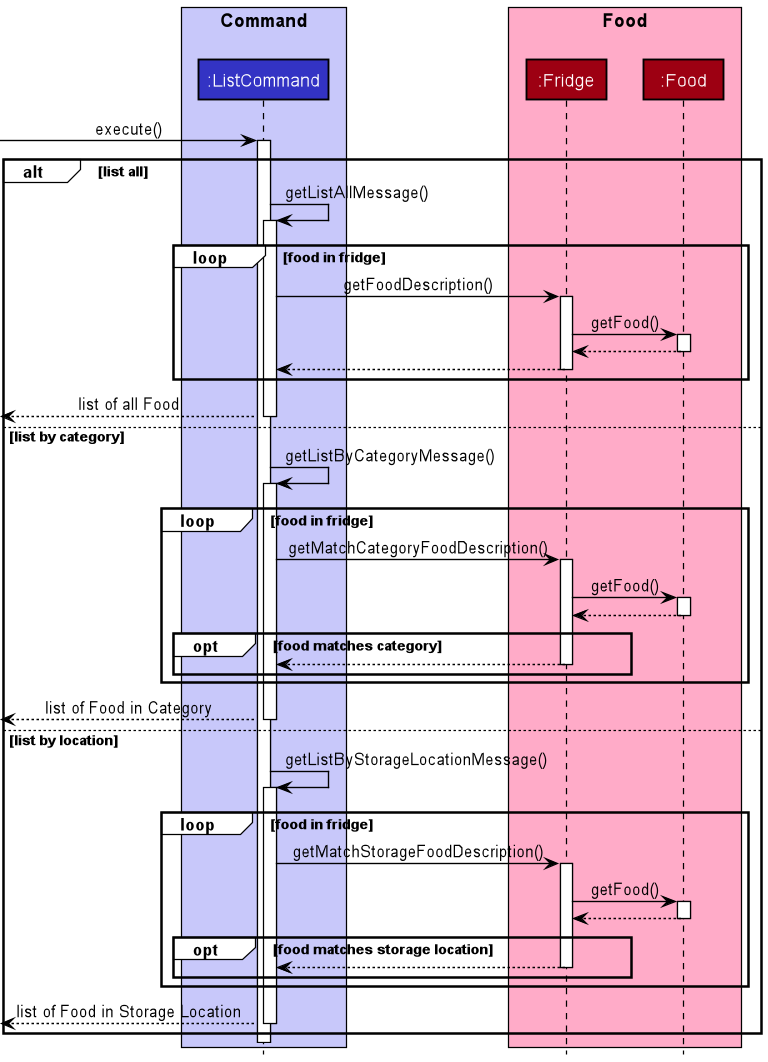 Command
Food
:ListCommand
:Fridge
:Food
execute()
alt
[list all]
getListAllMessage()
loop
[food in fridge]
getFoodDescription()
getFood()
list of all Food
[list by category]
getListByCategoryMessage()
loop
[food in fridge]
getMatchCategoryFoodDescription()
getFood()
opt
[food matches category]
list of Food in Category
[list by location]
getListByStorageLocationMessage()
loop
[food in fridge]
getMatchStorageFoodDescription()
getFood()
opt
[food matches storage location]
list of Food in Storage Location